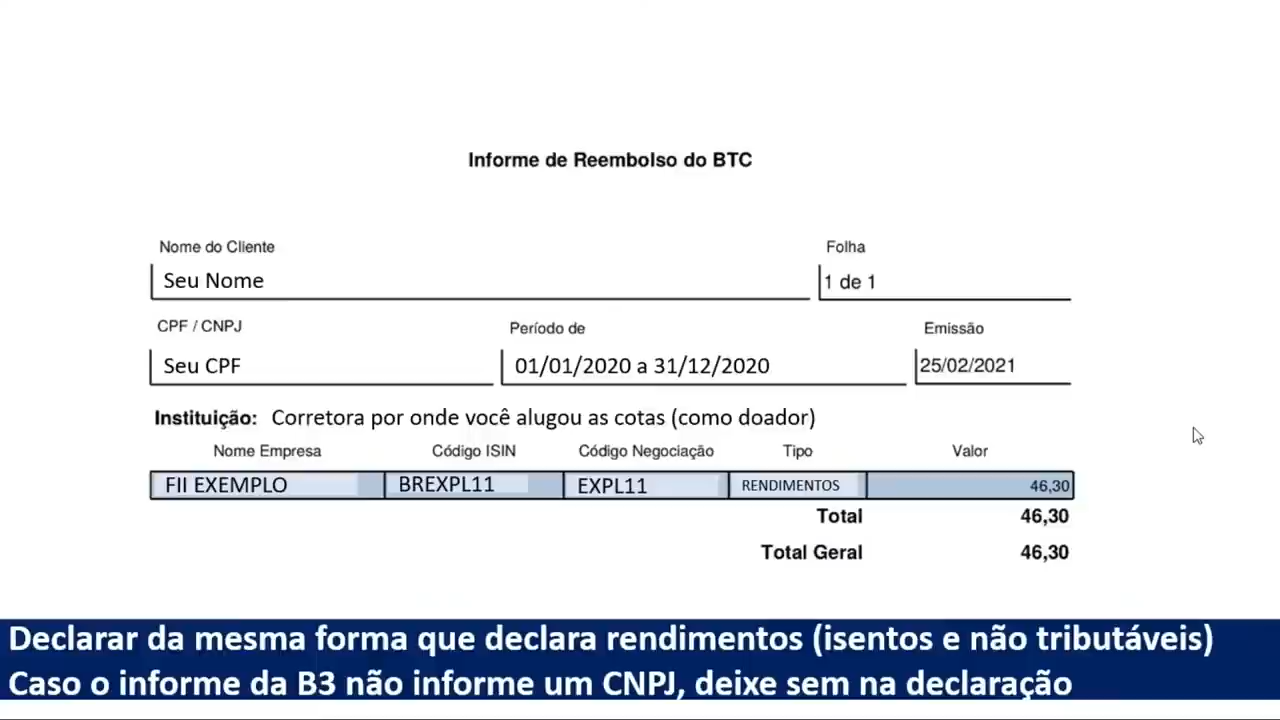 Informe de Reembolso do BTC
Nome do Cliente Folha
Seu Nome 1 de 1
CPF / CNPJ Período de Emissão
Seu CPF 01/01/2020 a 31/12/2020 25/02/2021
Instituição: Corretora por onde você alugou as cotas (como doador)
Nome Empresa Código ISIN Código Negociação Tipo Valor
FII EXEMPLO BREXPL11 EXPL11 RENDIMENTOS 46,30
Total 46,30
Total Geral 46,30
Declarar da mesma forma que declara rendimentos (isentos e não tributáveis)
Caso o informe da B3 não informe um CNPJ, deixe sem na declaração